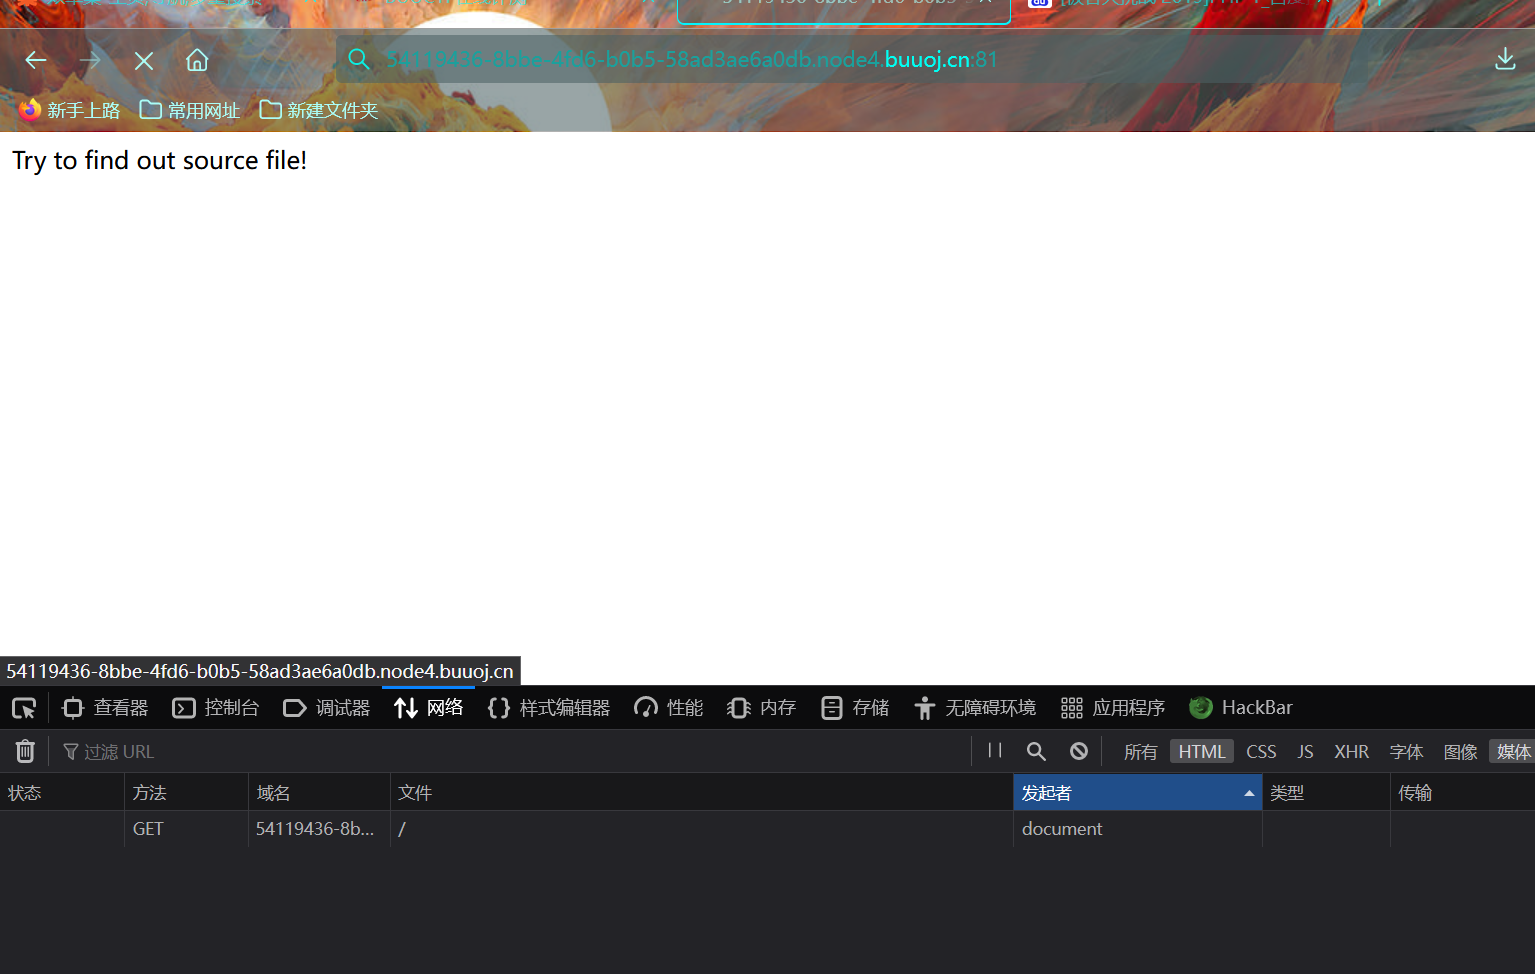 54119436-8bbe-4fd6-b0b5-58ad3ae6a0db.node4.buuoj.cn:81
新手上路 常用网址 新建文件夹
Try to find out source file!
54119436-8bbe-4fd6-b0b5-58ad3ae6a0db.node4.buuoj.cn
查看器 控制台 调试器 网络 样式编辑器 性能 内存 存储 无障碍环境 应用程序 HackBar
过滤 URL 所有 HTML CSS JS XHR 字体 图像 媒体
状态 方法 域名 文件 发起者 类型 传输
GET 54119436-8b... / document